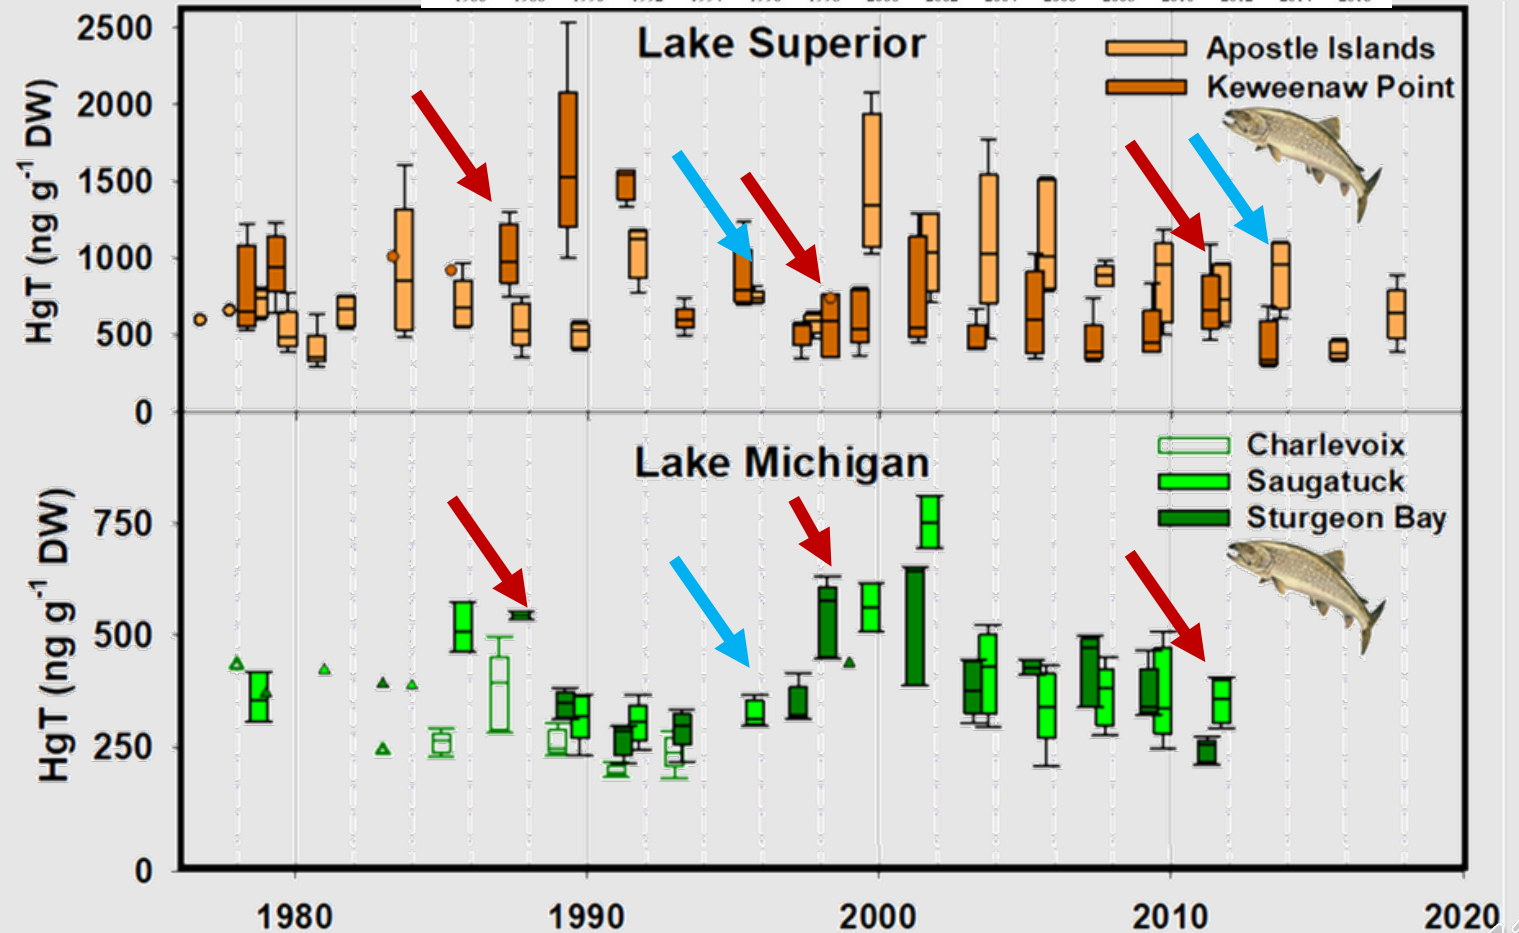 2500
2000
1500
1000
500
0
HgT (ng g⁻¹ DW)
Lake Superior
Apostle Islands
Keweenaw Point
750
500
250
0
HgT (ng g⁻¹ DW)
Lake Michigan
Charlevoix
Saugatuck
Sturgeon Bay
1980 1990 2000 2010 2020